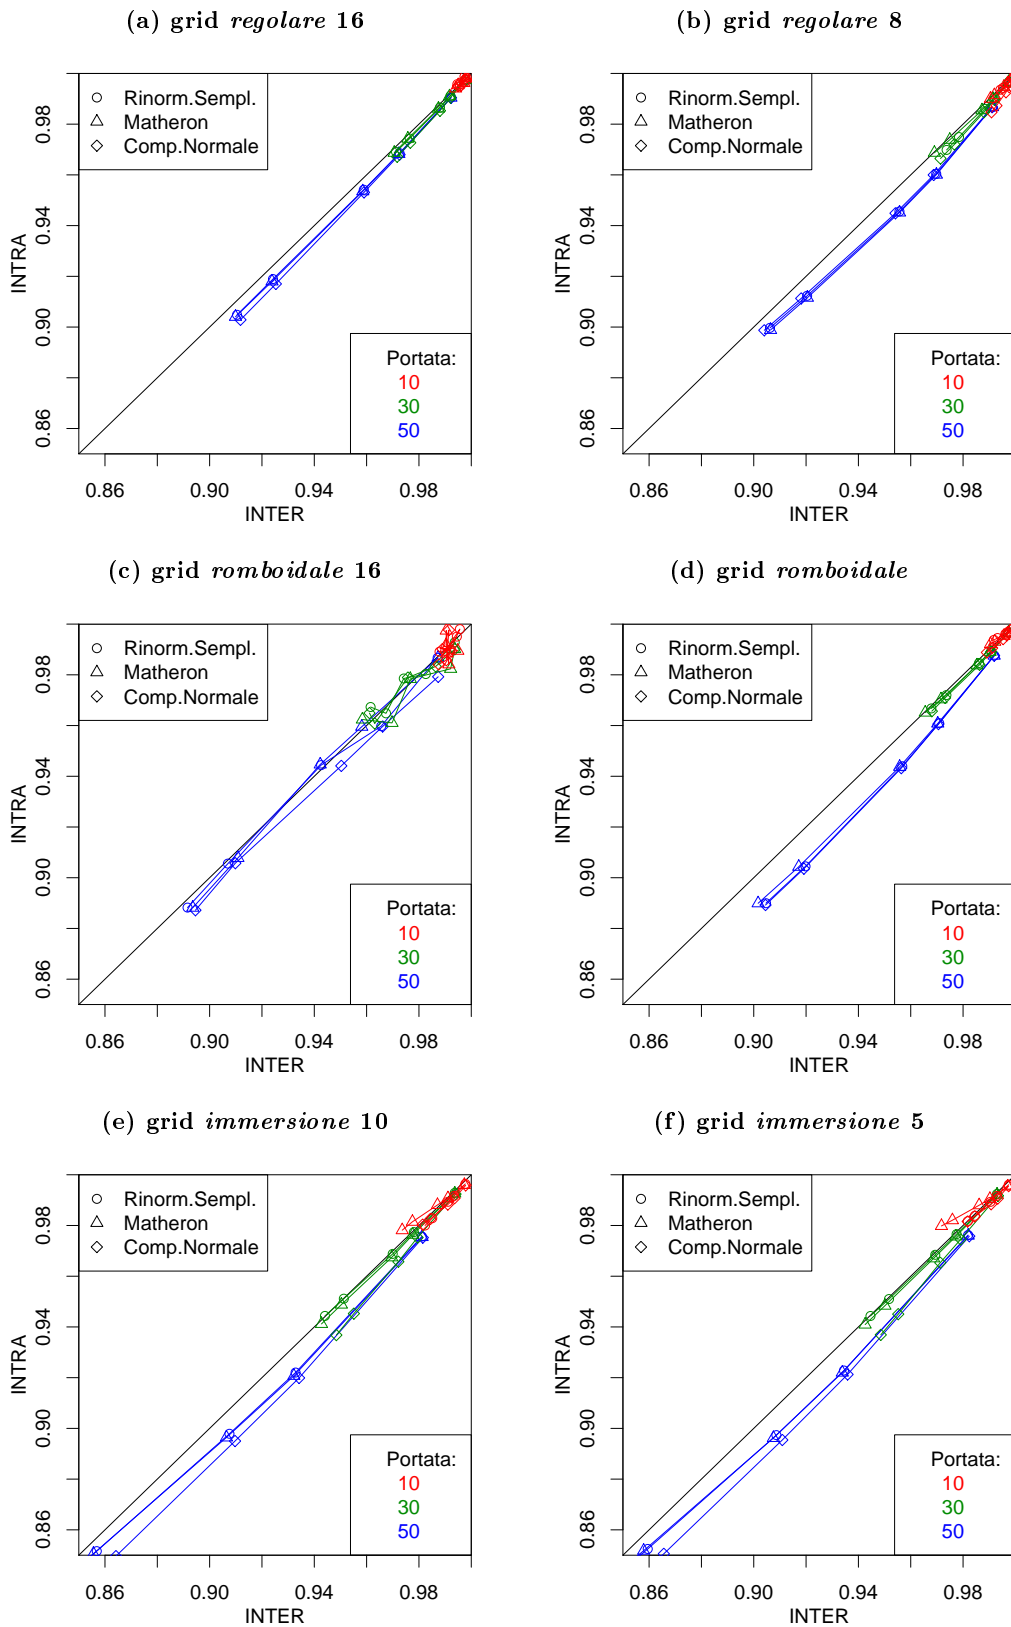 (a) grid regolare 16
(b) grid regolare 8
Rinorm.Sempl.
Matheron
Comp.Normale
INTRA
0.86 0.90 0.94 0.98
Portata:
10
30
50
0.86 0.90 0.94 0.98
INTER
Rinorm.Sempl.
Matheron
Comp.Normale
INTRA
0.86 0.90 0.94 0.98
Portata:
10
30
50
0.86 0.90 0.94 0.98
INTER
(c) grid romboidale 16
(d) grid romboidale
Rinorm.Sempl.
Matheron
Comp.Normale
INTRA
0.86 0.90 0.94 0.98
Portata:
10
30
50
0.86 0.90 0.94 0.98
INTER
Rinorm.Sempl.
Matheron
Comp.Normale
INTRA
0.86 0.90 0.94 0.98
Portata:
10
30
50
0.86 0.90 0.94 0.98
INTER
(e) grid immersione 10
(f) grid immersione 5
Rinorm.Sempl.
Matheron
Comp.Normale
INTRA
0.86 0.90 0.94 0.98
Portata:
10
30
50
0.86 0.90 0.94 0.98
INTER
Rinorm.Sempl.
Matheron
Comp.Normale
INTRA
0.86 0.90 0.94 0.98
Portata:
10
30
50
0.86 0.90 0.94 0.98
INTER